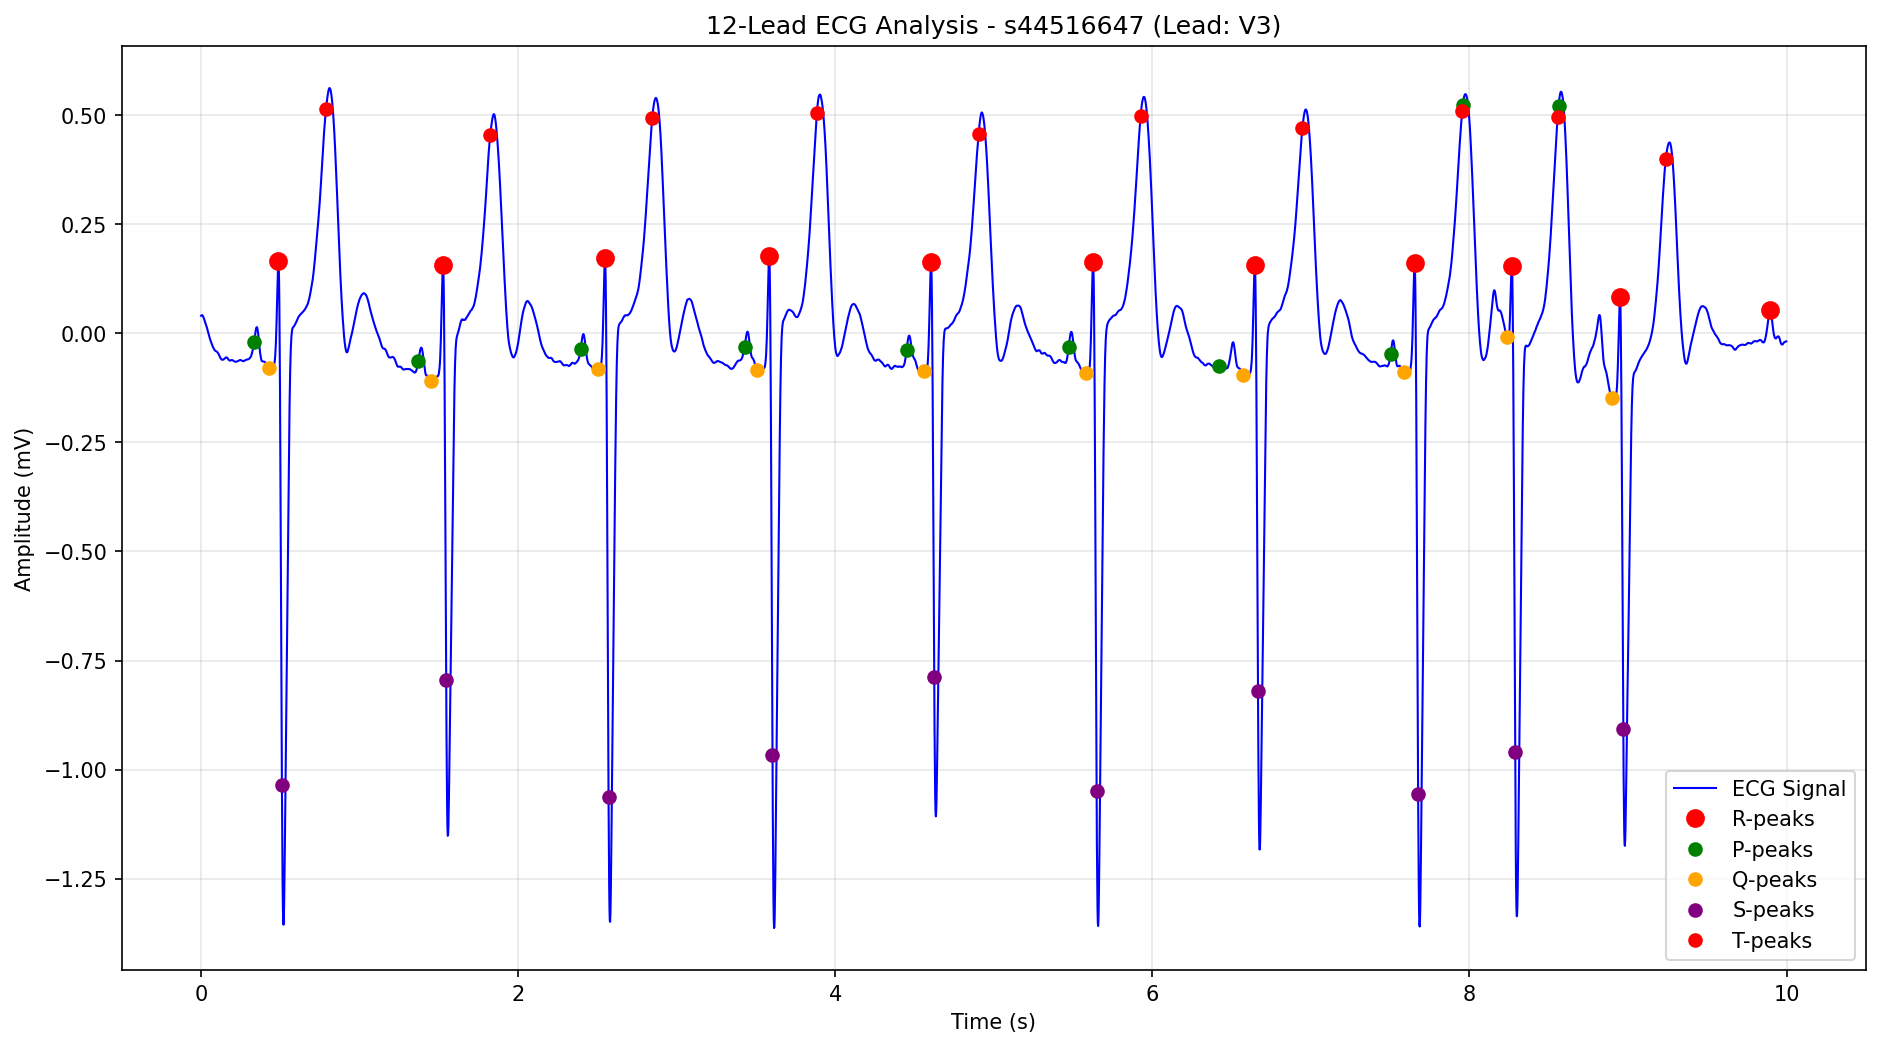 12-Lead ECG Analysis - s44516647 (Lead: V3)
Amplitude (mV)
0.50
0.25
0.00
−0.25
−0.50
−0.75
−1.00
−1.25
ECG Signal
R-peaks
P-peaks
Q-peaks
S-peaks
T-peaks
0 2 4 6 8 10
Time (s)